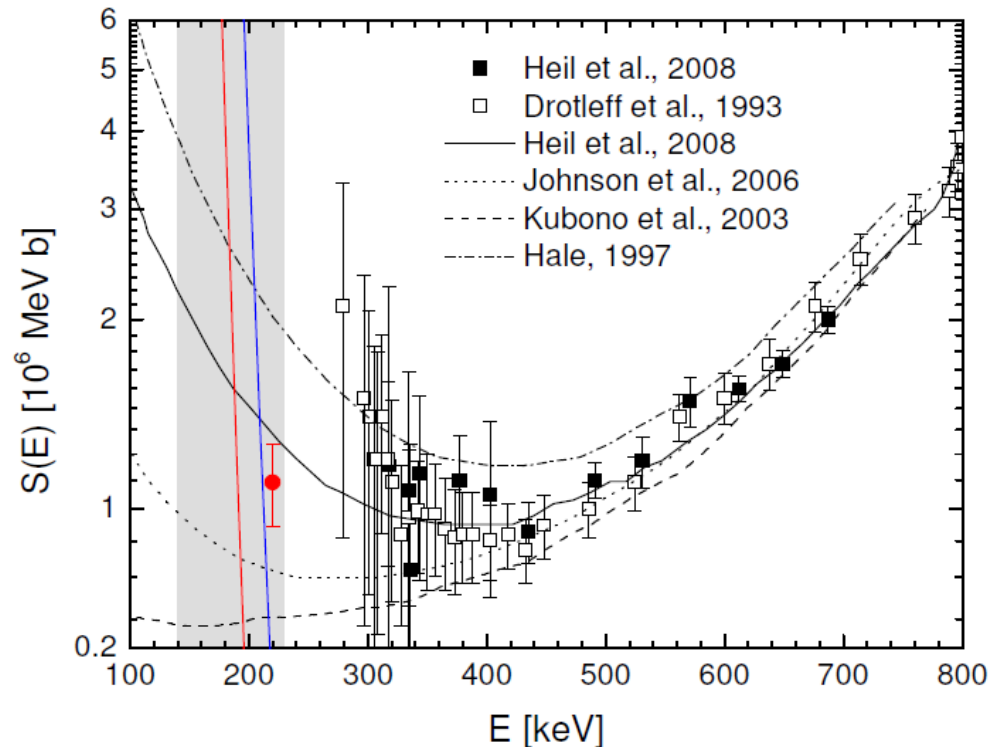 6
5
4
3
2
1
0.2
S(E) [10⁶ MeV b]
Heil et al., 2008
Drotleff et al., 1993
Heil et al., 2008
Johnson et al., 2006
Kubono et al., 2003
Hale, 1997
100 200 300 400 500 600 700 800
E [keV]